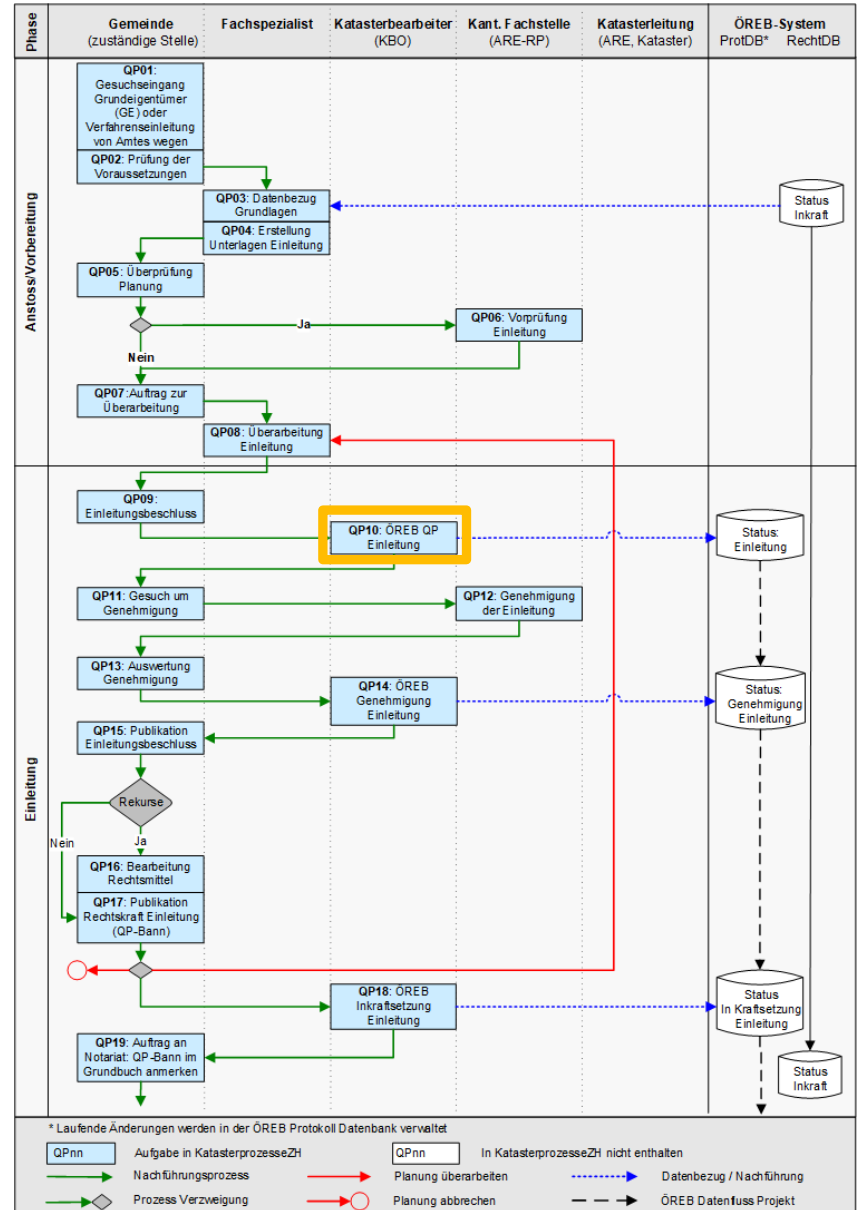 Phase
Gemeinde
(zuständige Stelle)
Fachspezialist
Katasterbearbeiter
(KBO)
Kant. Fachstelle
(ARE-RP)
Katasterleitung
(ARE, Kataster)
ÖREB-System
ProtDB* RechtDB
Anstoss/Vorbereitung
QP01:
Gesuchseingang
Grundeigentümer
(GE) oder
Verfahrenseinleitung
von Amtes wegen
QP02: Prüfung der
Voraussetzungen
QP03: Datenbezug
Grundlagen
Status
Inkraft
QP04: Erstellung
Unterlagen Einleitung
QP05: Überprüfung
Planung
Ja
QP06: Vorprüfung
Einleitung
Nein
QP07:Auftrag zur
Überarbeitung
QP08: Überarbeitung
Einleitung
Einleitung
QP09:
Einleitungsbeschluss
QP10: ÖREB QP
Einleitung
Status:
Einleitung
QP11: Gesuch um
Genehmigung
QP12: Genehmigung
der Einleitung
QP13: Auswertung
Genehmigung
QP14: ÖREB
Genehmigung
Einleitung
Status:
Genehmigung
Einleitung
QP15: Publikation
Einleitungsbeschluss
Rekurse
Nein
Ja
QP16: Bearbeitung
Rechtsmittel
QP17: Publikation
Rechtskraft Einleitung
(QP-Bann)
QP18: ÖREB
Inkraftsetzung
Einleitung
Status
In Kraftsetzung
Einleitung
QP19: Auftrag an
Notariat: QP-Bann im
Grundbuch anmerken
Status
Inkraft
* Laufende Änderungen werden in der ÖREB Protokoll Datenbank verwaltet
QPnn Aufgabe in KatasterprozesseZH QPnn In KatasterprozesseZH nicht enthalten
Nachführungsprozess Planung überarbeiten Datenbezug / Nachführung
Prozess Verzweigung Planung abbrechen ÖREB Datenfluss Projekt